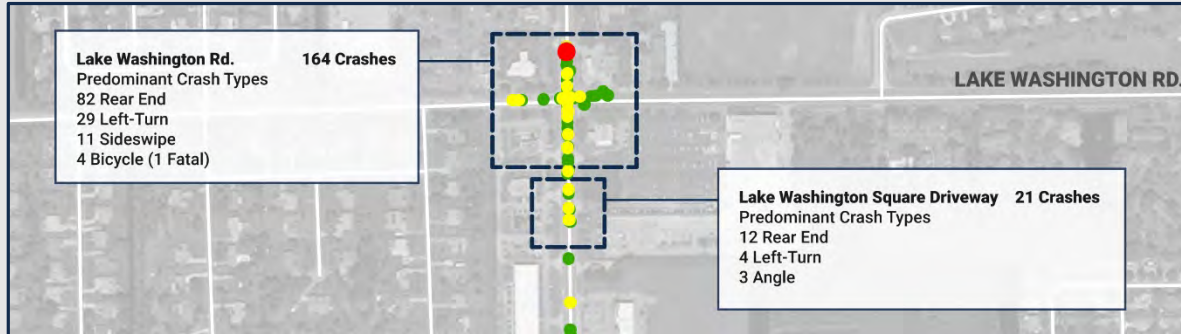 Lake Washington Rd. 164 Crashes
Predominant Crash Types
82 Rear End
29 Left-Turn
11 Sideswipe
4 Bicycle (1 Fatal)
LAKE WASHINGTON RD.
Lake Washington Square Driveway 21 Crashes
Predominant Crash Types
12 Rear End
4 Left-Turn
3 Angle